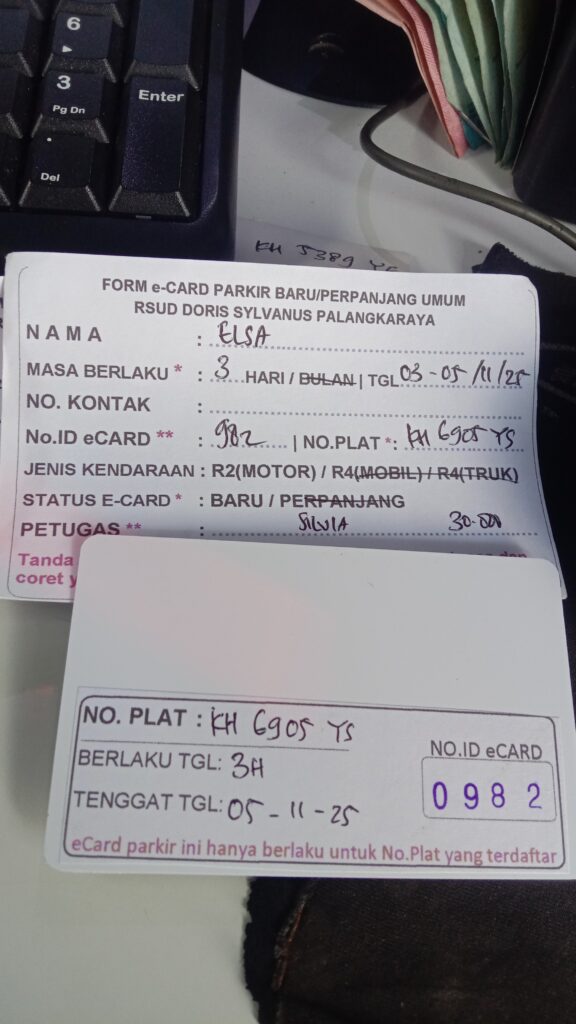 6
3
Pg Dn
Enter
.
Del
KH 5389 YS
FORM e-CARD PARKIR BARU/PERPANJANG UMUM
RSUD DORIS SYLVANUS PALANGKARAYA
NAMA : ELSA
MASA BERLAKU * : 3 HARI / BULAN | TGL 03 - 05 / 11 / 25
NO. KONTAK :
No.ID eCARD ** : 982 | NO.PLAT *: KH 6905 YS
JENIS KENDARAAN : R2(MOTOR) / R4(MOBIL) / R4(TRUK)
STATUS E-CARD * : BARU / PERPANJANG
PETUGAS ** : SILVIA 30.000
Tanda
coret
NO. PLAT : KH 6905 YS
BERLAKU TGL: 3H
TENGGAT TGL: 05 - 11 - 25
NO.ID eCARD
0982
eCard parkir ini hanya berlaku untuk No.Plat yang terdaftar